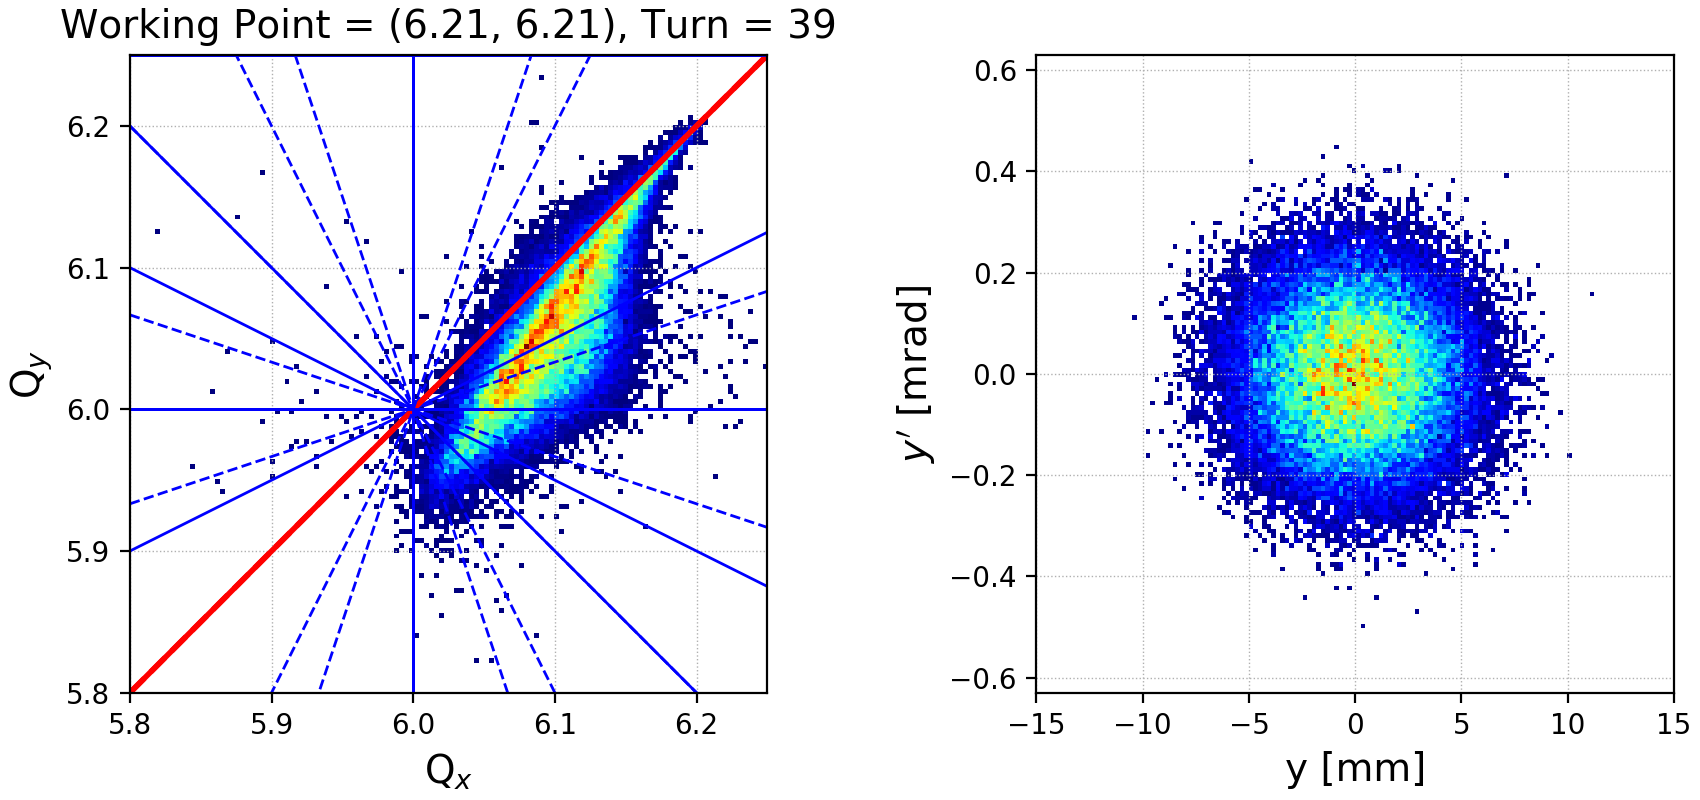 Working Point = (6.21, 6.21), Turn = 39
6.2
6.1
6.0
5.9
5.8
Q_y
5.8 5.9 6.0 6.1 6.2
Q_x
0.6
0.4
0.2
0.0
−0.2
−0.4
−0.6
y′ [mrad]
−15 −10 −5 0 5 10 15
y [mm]